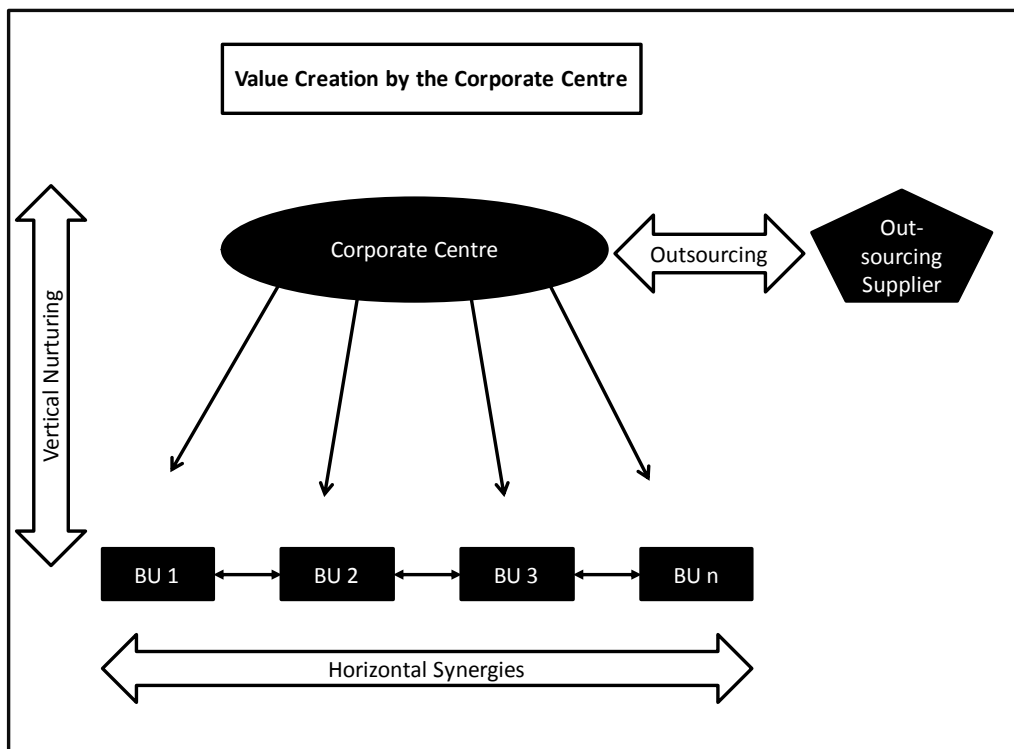 Value Creation by the Corporate Centre
Corporate Centre
Outsourcing
Out-
sourcing
Supplier
Vertical Nurturing
BU 1
BU 2
BU 3
BU n
Horizontal Synergies